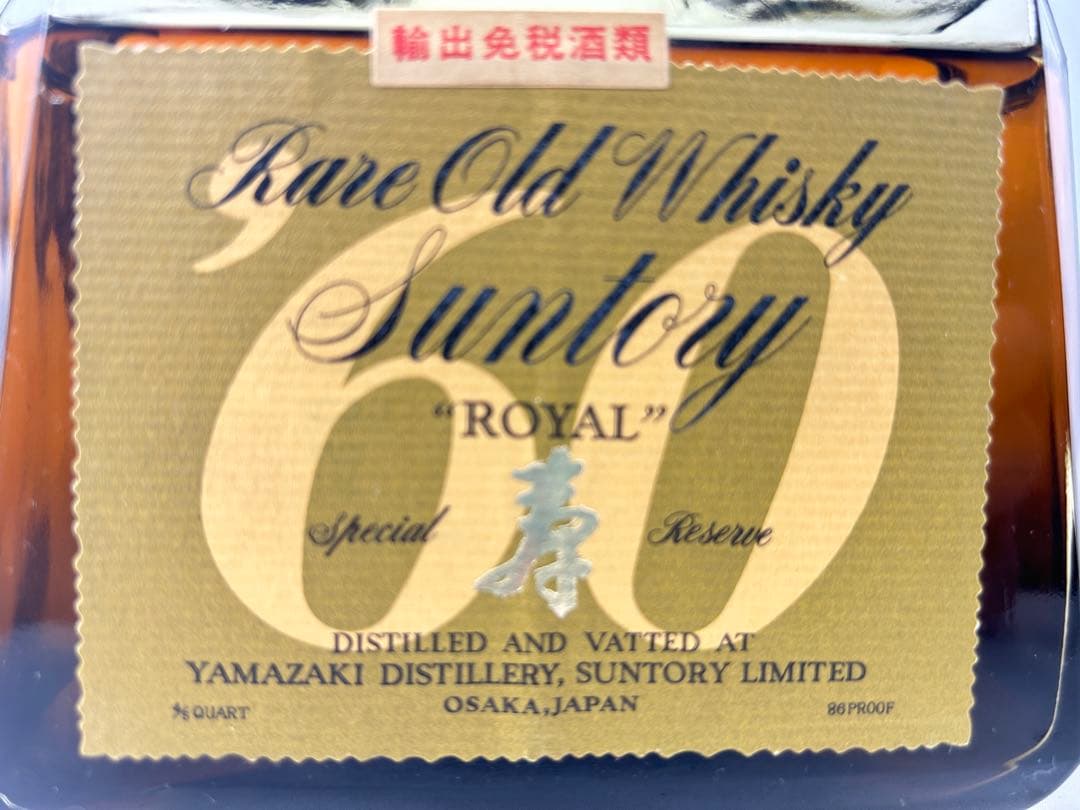 輸出免税酒類
Rare Old Whisky
'60
Suntory
"ROYAL"
寿
Special Reserve
DISTILLED AND VATTED AT
YAMAZAKI DISTILLERY, SUNTORY LIMITED
OSAKA, JAPAN
4/5 QUART 86 PROOF